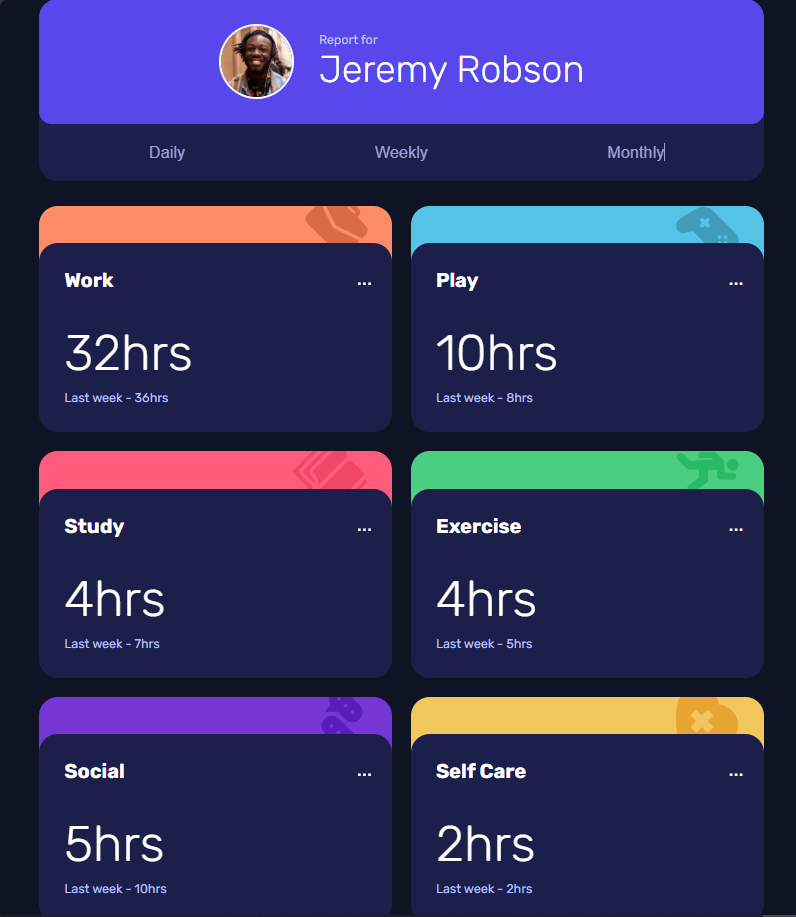 Report for
Jeremy Robson
Daily Weekly Monthly
Work ...
32hrs
Last week - 36hrs
Play ...
10hrs
Last week - 8hrs
Study ...
4hrs
Last week - 7hrs
Exercise ...
4hrs
Last week - 5hrs
Social ...
5hrs
Last week - 10hrs
Self Care ...
2hrs
Last week - 2hrs